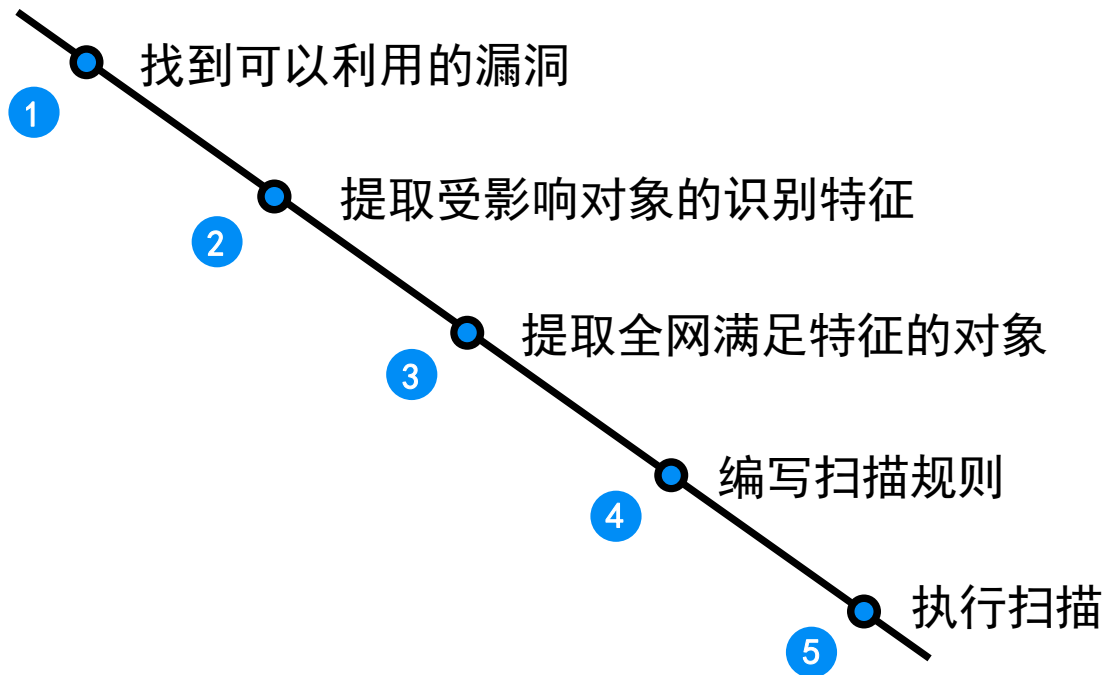 找到可以利用的漏洞
1
提取受影响对象的识别特征
2
提取全网满足特征的对象
3
编写扫描规则
4
执行扫描
5